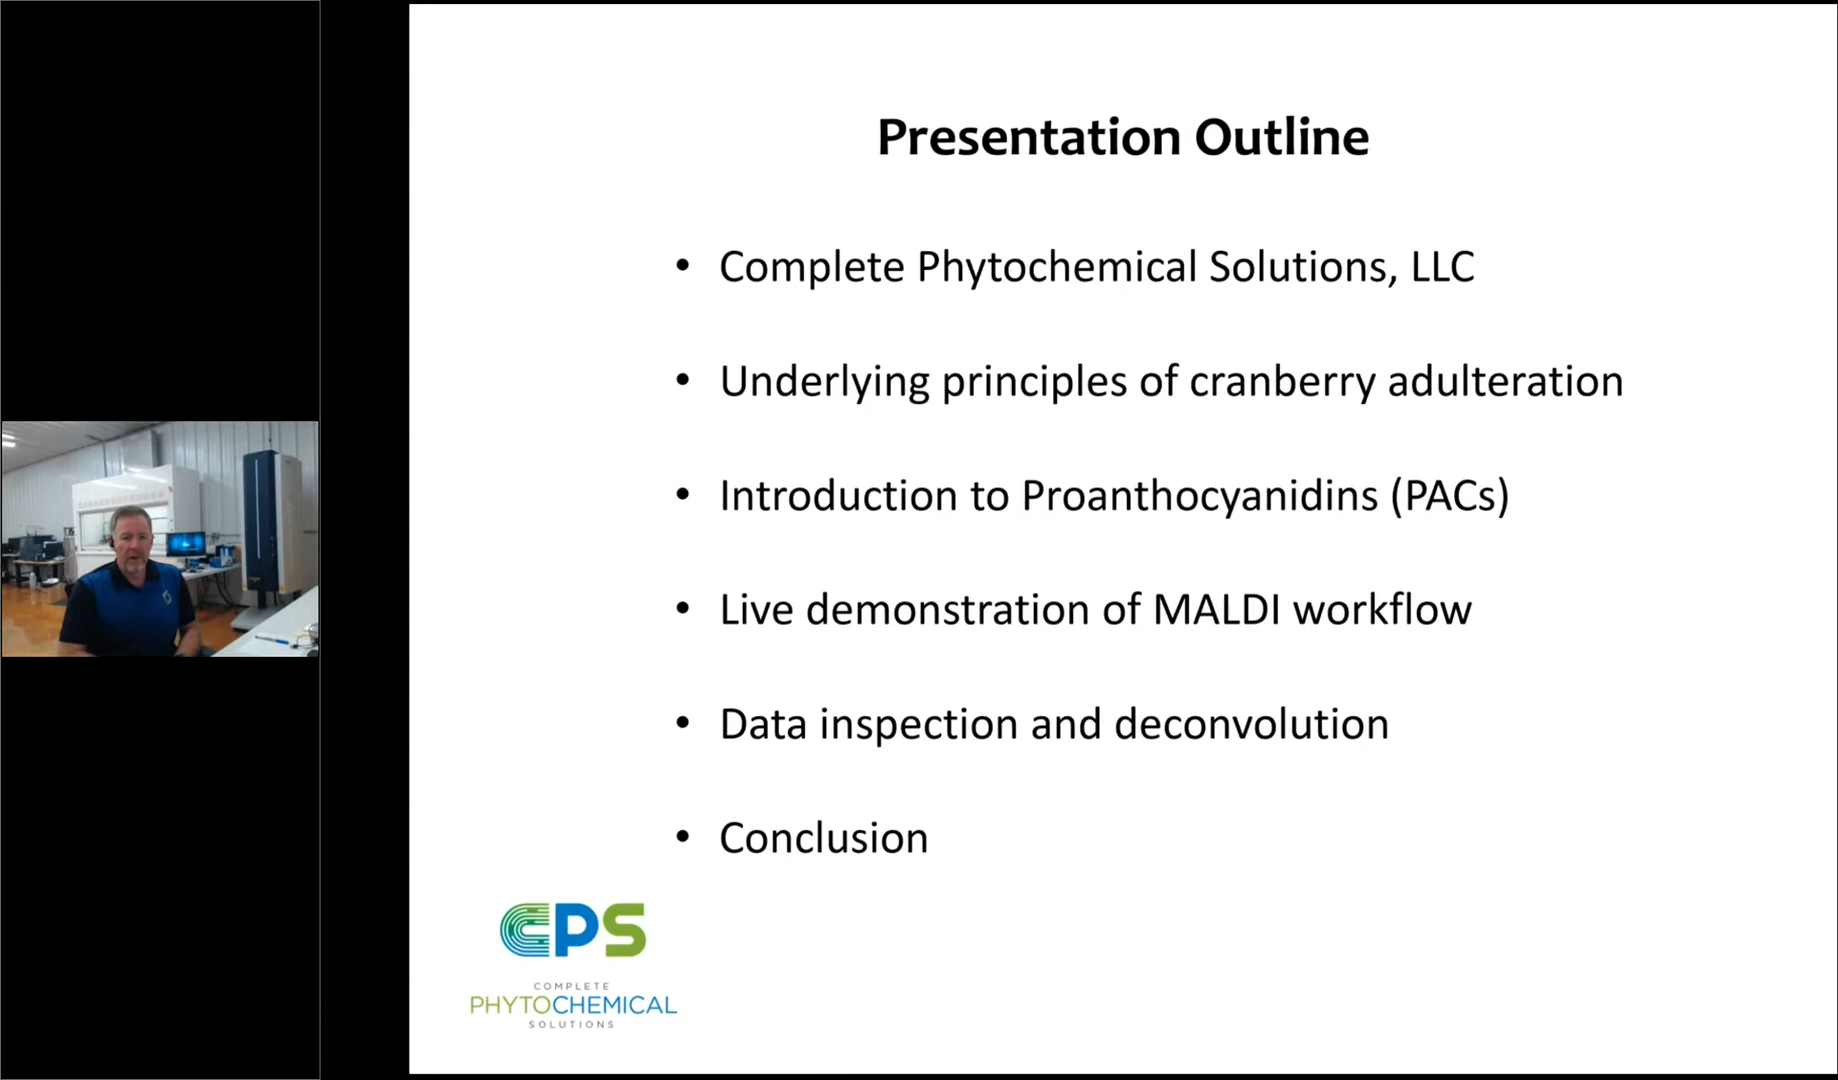 Presentation Outline
• Complete Phytochemical Solutions, LLC
• Underlying principles of cranberry adulteration
• Introduction to Proanthocyanidins (PACs)
• Live demonstration of MALDI workflow
• Data inspection and deconvolution
• Conclusion
CPS
COMPLETE
PHYTOCHEMICAL
SOLUTIONS